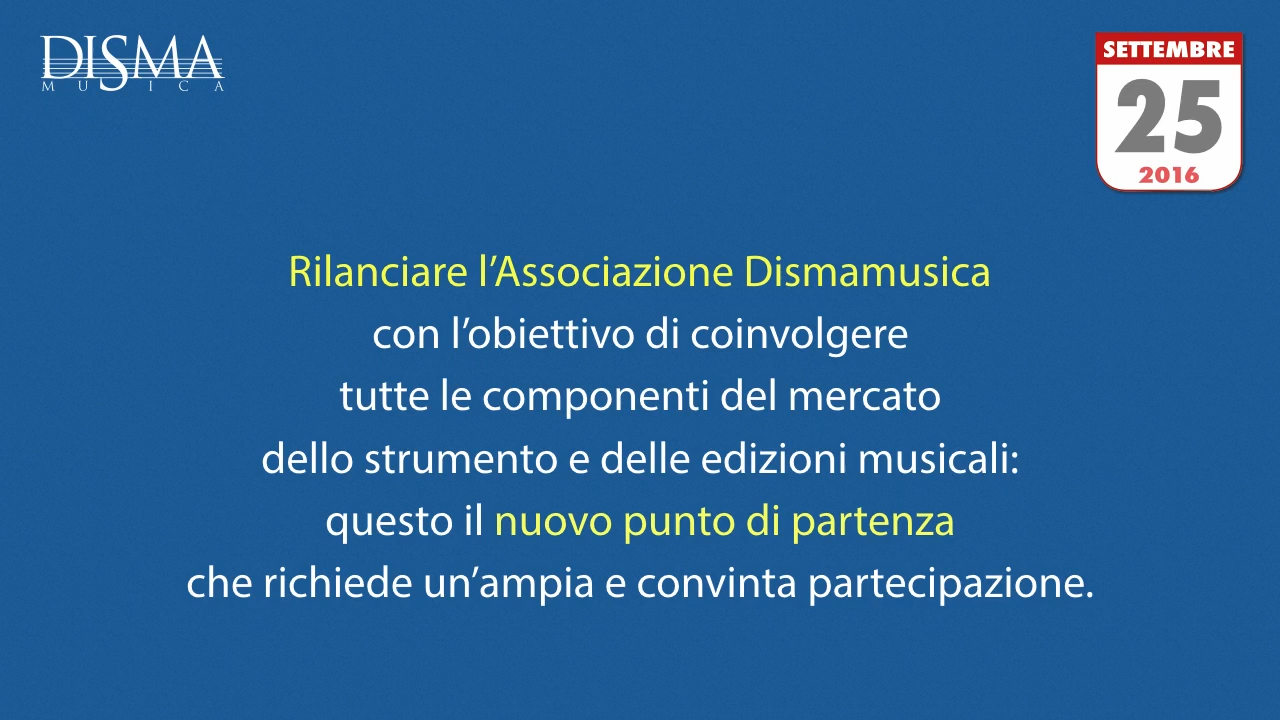 DISMA
MUSICA
SETTEMBRE
25
2016
Rilanciare l’Associazione Dismamusica
con l’obiettivo di coinvolgere
tutte le componenti del mercato
dello strumento e delle edizioni musicali:
questo il nuovo punto di partenza
che richiede un’ampia e convinta partecipazione.